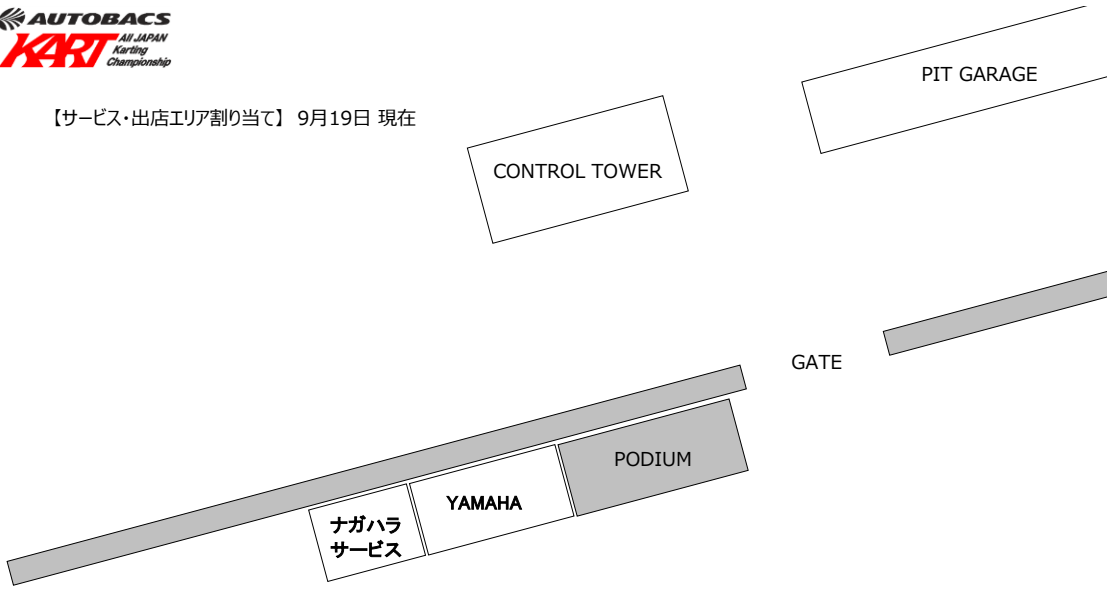 AUTOBACS
KART All JAPAN
Karting
Championship
PIT GARAGE
【サービス・出店エリア割り当て】 9月19日 現在
CONTROL TOWER
GATE
PODIUM
YAMAHA
ナガハラ
サービス